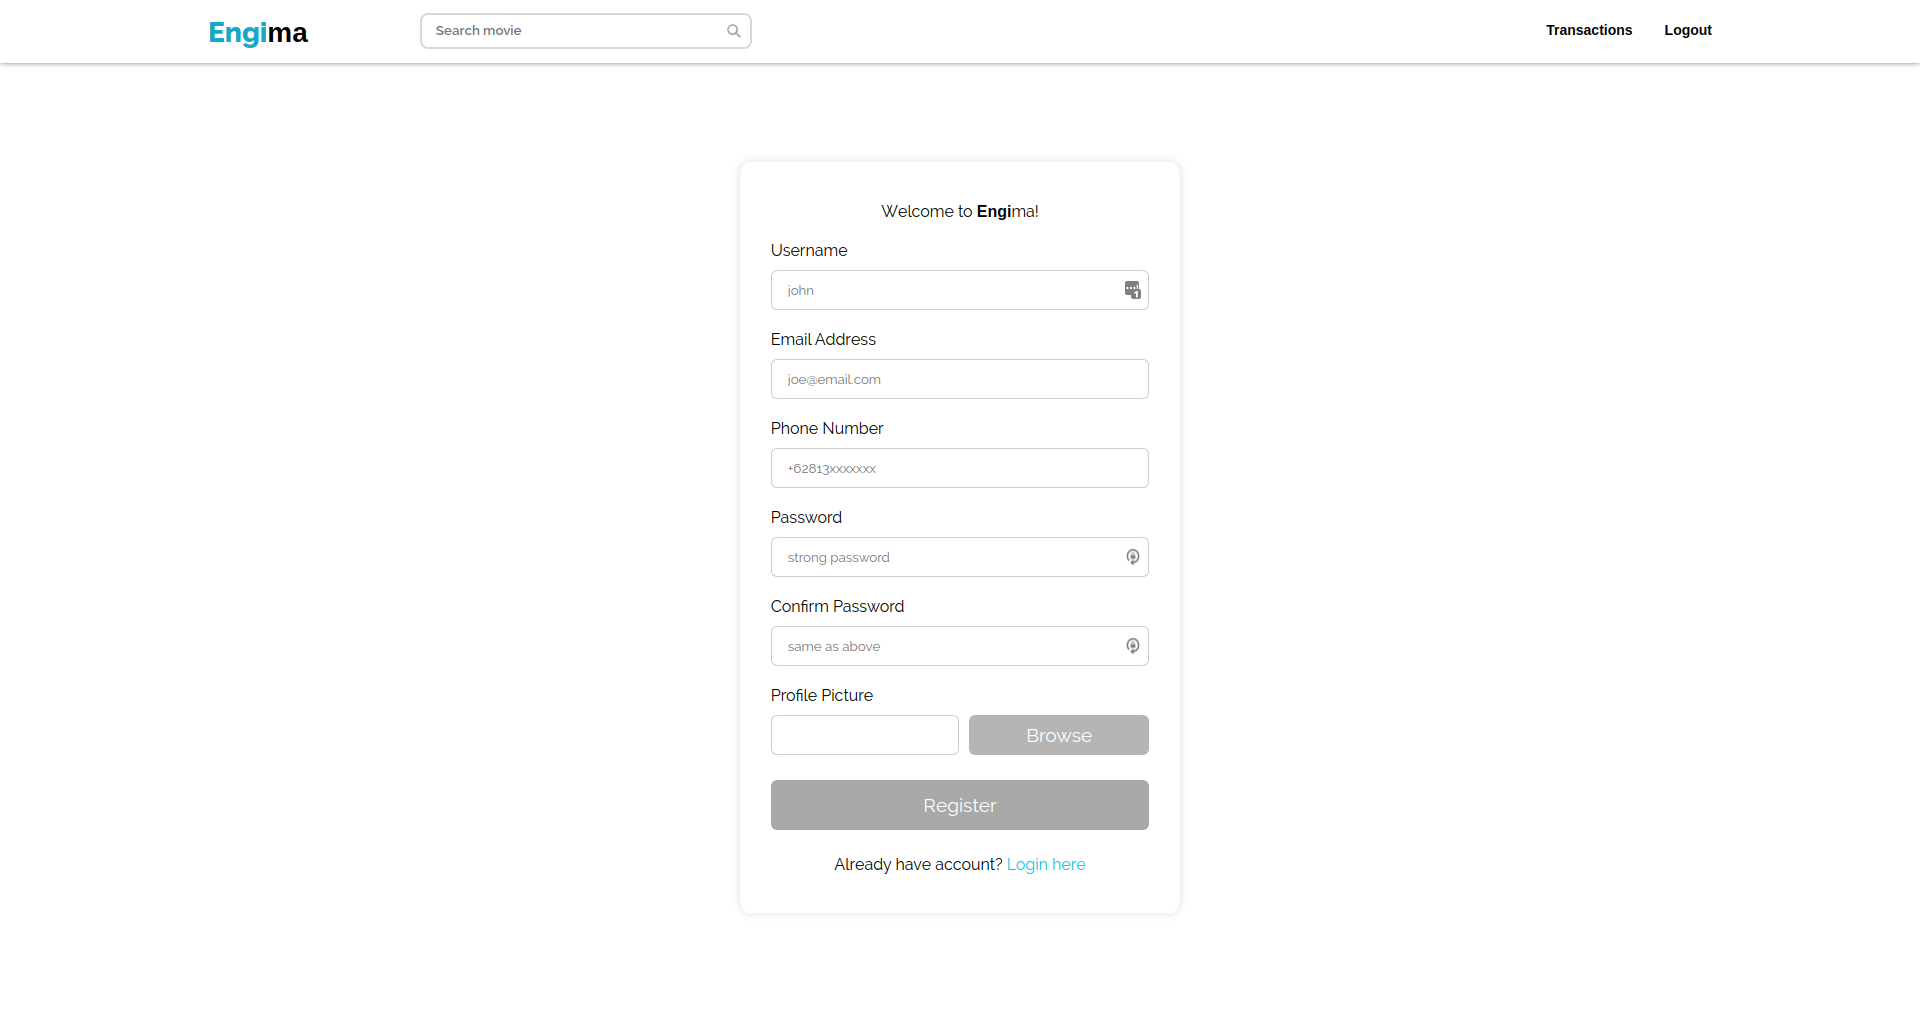 Engima
Search movie
Transactions
Logout
Welcome to Engima!
Username
john
1
Email Address
joe@email.com
Phone Number
+62813xxxxxxx
Password
strong password
Confirm Password
same as above
Profile Picture
Browse
Register
Already have account? Login here